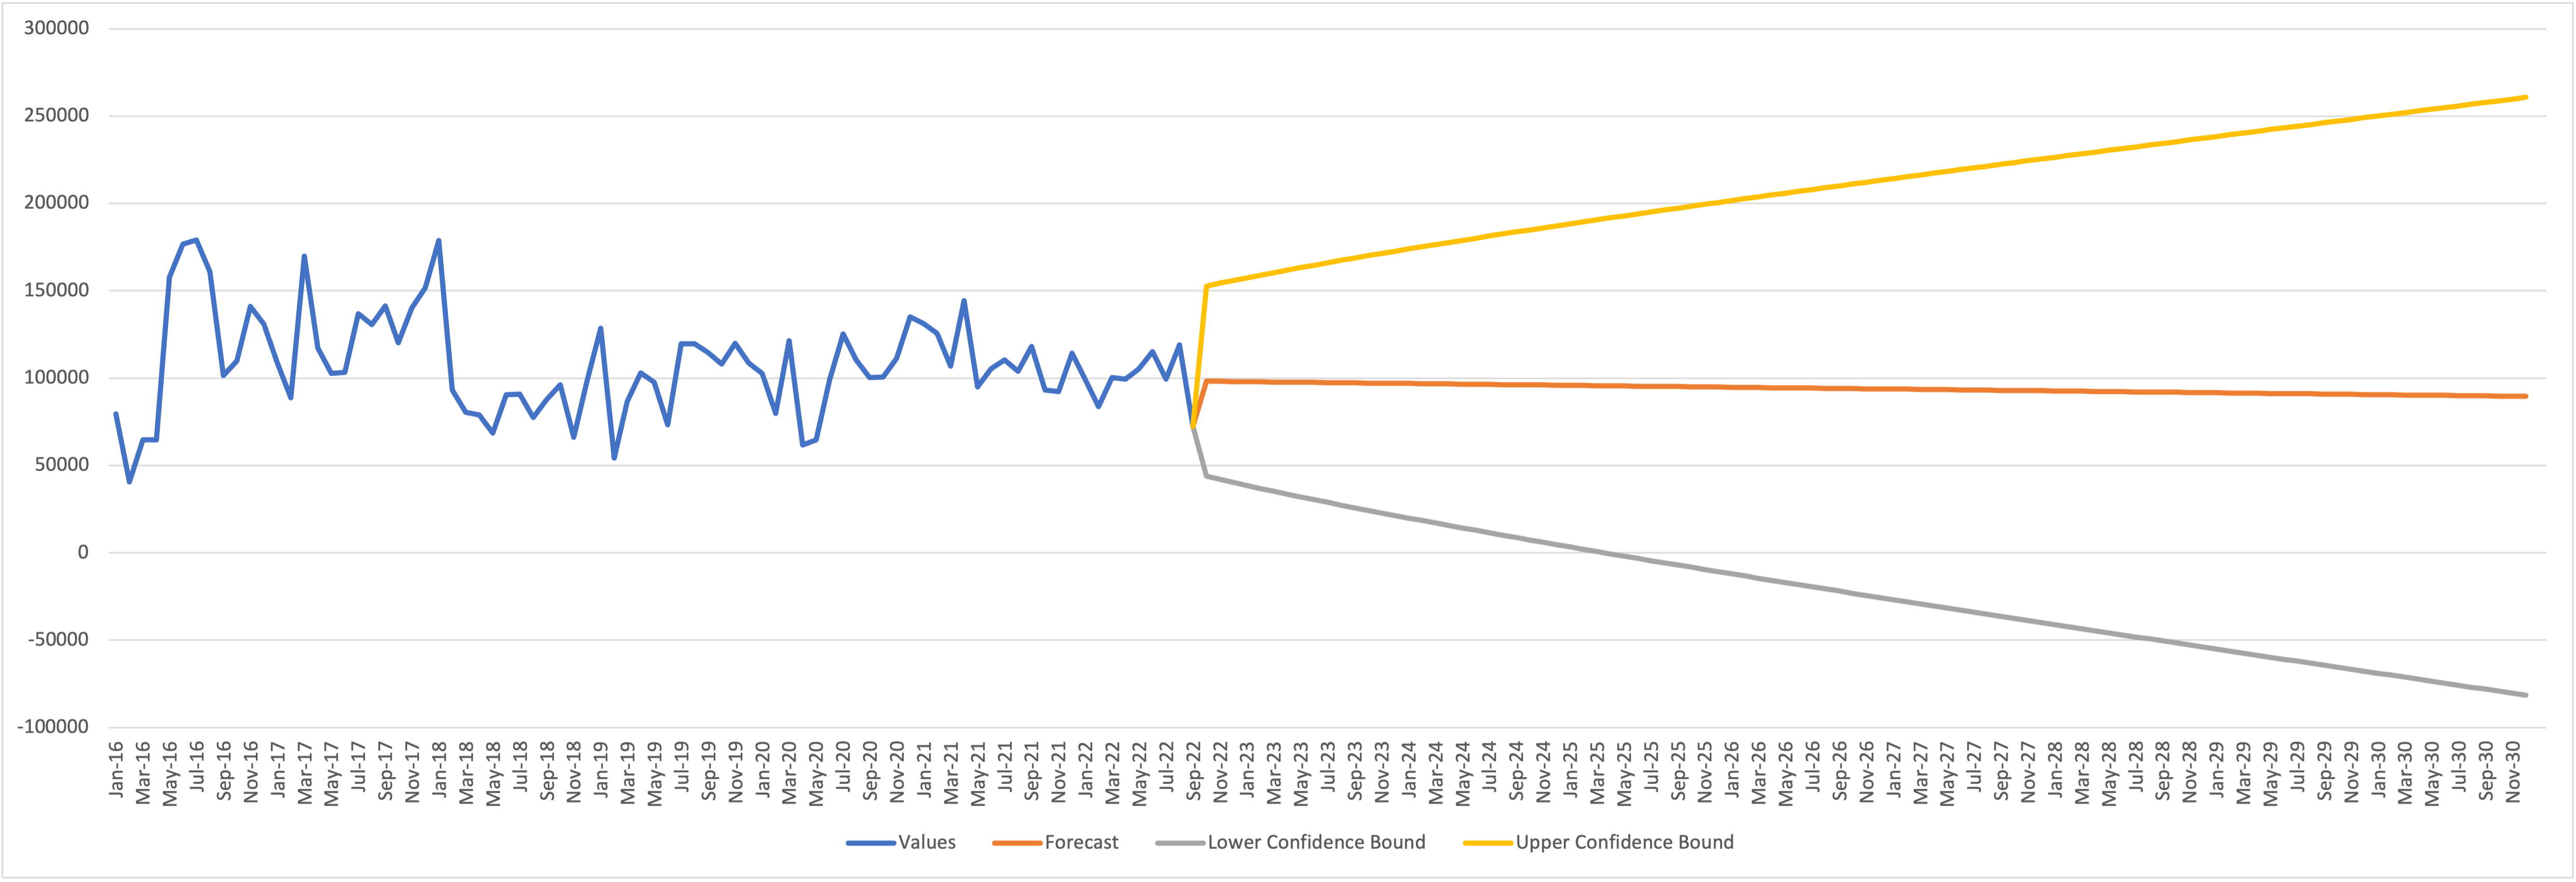 300000
250000
200000
150000
100000
50000
0
-50000
-100000
Jan-16
Mar-16
May-16
Jul-16
Sep-16
Nov-16
Jan-17
Mar-17
May-17
Jul-17
Sep-17
Nov-17
Jan-18
Mar-18
May-18
Jul-18
Sep-18
Nov-18
Jan-19
Mar-19
May-19
Jul-19
Sep-19
Nov-19
Jan-20
Mar-20
May-20
Jul-20
Sep-20
Nov-20
Jan-21
Mar-21
May-21
Jul-21
Sep-21
Nov-21
Jan-22
Mar-22
May-22
Jul-22
Sep-22
Nov-22
Jan-23
Mar-23
May-23
Jul-23
Sep-23
Nov-23
Jan-24
Mar-24
May-24
Jul-24
Sep-24
Nov-24
Jan-25
Mar-25
May-25
Jul-25
Sep-25
Nov-25
Jan-26
Mar-26
May-26
Jul-26
Sep-26
Nov-26
Jan-27
Mar-27
May-27
Jul-27
Sep-27
Nov-27
Jan-28
Mar-28
May-28
Jul-28
Sep-28
Nov-28
Jan-29
Mar-29
May-29
Jul-29
Sep-29
Nov-29
Jan-30
Mar-30
May-30
Jul-30
Sep-30
Nov-30
Values Forecast Lower Confidence Bound Upper Confidence Bound